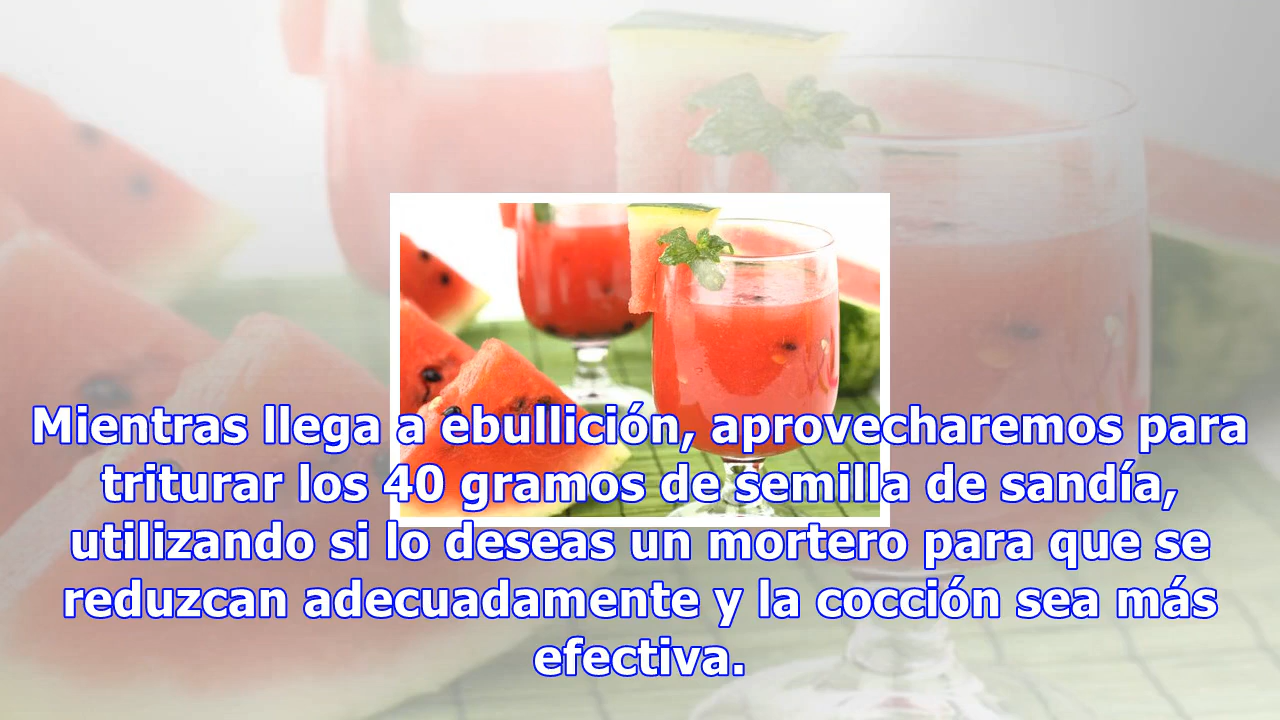 Mientras llega a ebullición, aprovecharemos para
triturar los 40 gramos de semilla de sandía,
utilizando si lo deseas un mortero para que se
reduzcan adecuadamente y la cocción sea más
efectiva.